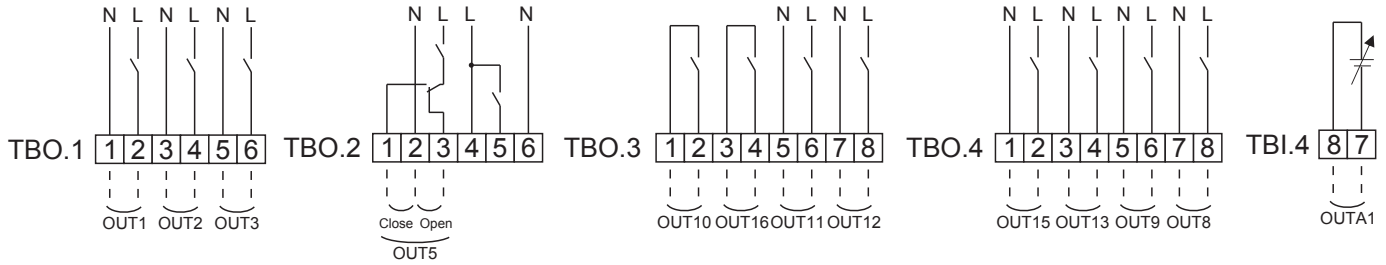 N L N L N L N L L N N L N L N L N L N L N L
TBO.1 1 2 3 4 5 6 TBO.2 1 2 3 4 5 6 TBO.3 1 2 3 4 5 6 7 8 TBO.4 1 2 3 4 5 6 7 8 TBI.4 8 7
OUT1 OUT2 OUT3 Close Open OUT10 OUT16 OUT11 OUT12 OUT15 OUT13 OUT9 OUT8 OUTA1
OUT5